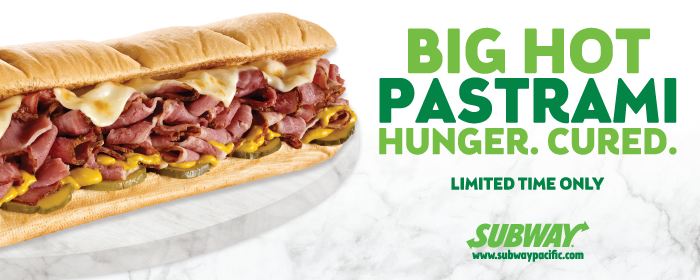 BIG HOT
PASTRAMI
HUNGER. CURED.
LIMITED TIME ONLY
SUBWAY
www.subwaypacific.com